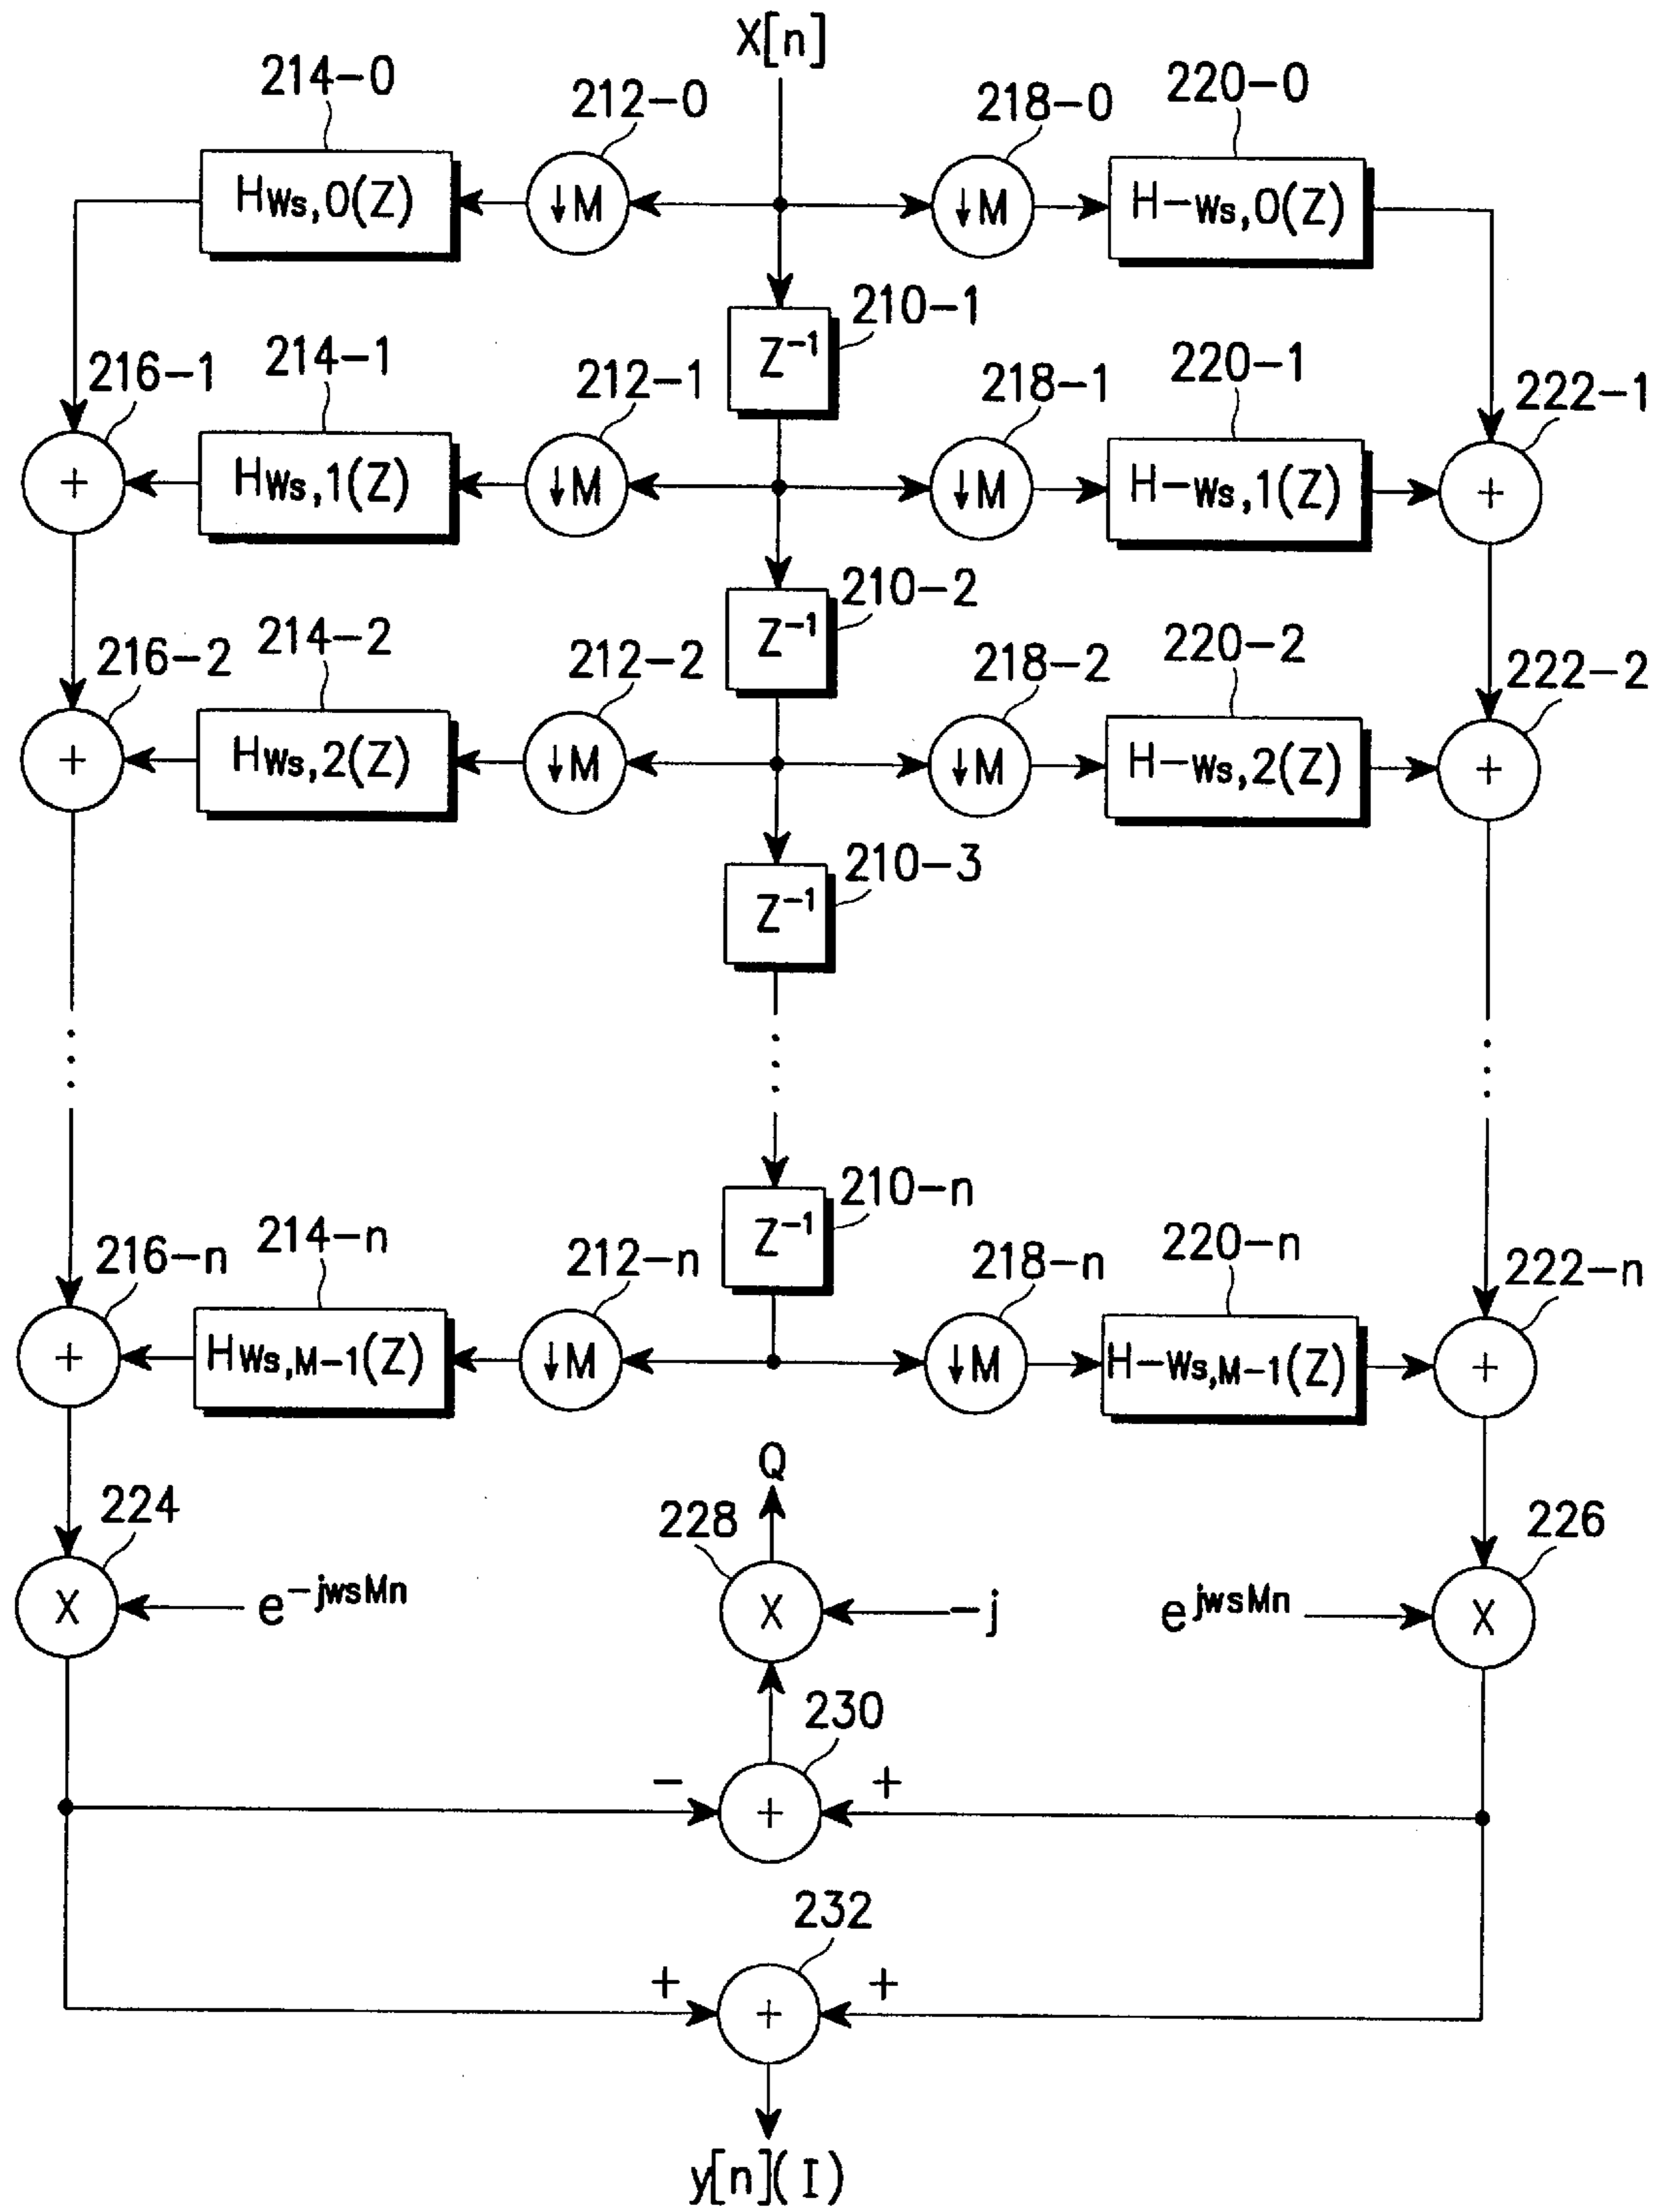 X[n]
214-0 212-0 218-0 220-0
Hws,0(Z) ↓M ↓M H-ws,0(Z)
210-1
Z⁻¹
216-1 214-1 212-1 218-1 220-1 222-1
+ Hws,1(Z) ↓M ↓M H-ws,1(Z) +
210-2
Z⁻¹
216-2 214-2 212-2 218-2 220-2 222-2
+ Hws,2(Z) ↓M ↓M H-ws,2(Z) +
210-3
Z⁻¹
210-n
Z⁻¹
216-n 214-n 212-n 218-n 220-n 222-n
+ Hws,M-1(Z) ↓M ↓M H-ws,M-1(Z) +
Q
224 228 226
X e^-jwsMn X -j e^jwsMn X
230
- + +
232
+ + +
y[n](I)